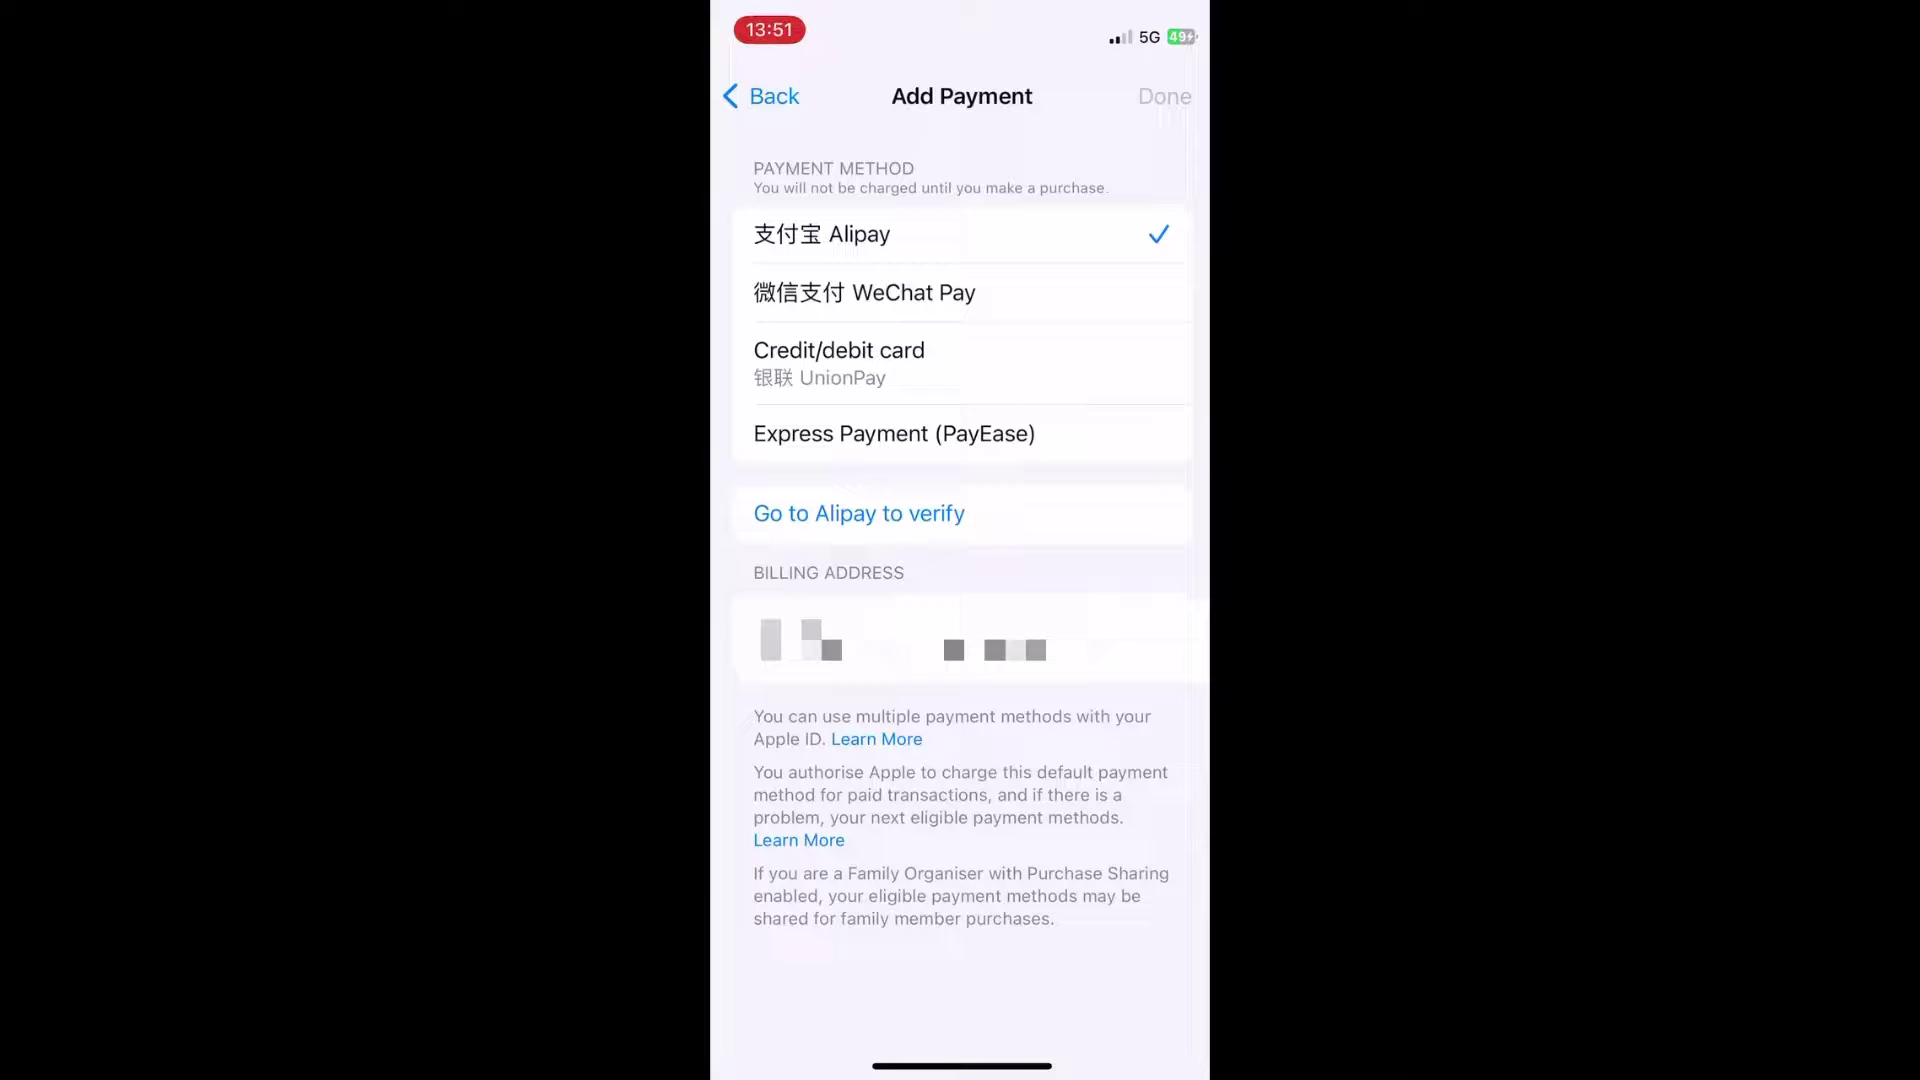 13:51
5G 49
Back
Add Payment
Done
PAYMENT METHOD
You will not be charged until you make a purchase.
支付宝 Alipay
微信支付 WeChat Pay
Credit/debit card
银联 UnionPay
Express Payment (PayEase)
Go to Alipay to verify
BILLING ADDRESS
You can use multiple payment methods with your
Apple ID. Learn More
You authorise Apple to charge this default payment
method for paid transactions, and if there is a
problem, your next eligible payment methods.
Learn More
If you are a Family Organiser with Purchase Sharing
enabled, your eligible payment methods may be
shared for family member purchases.